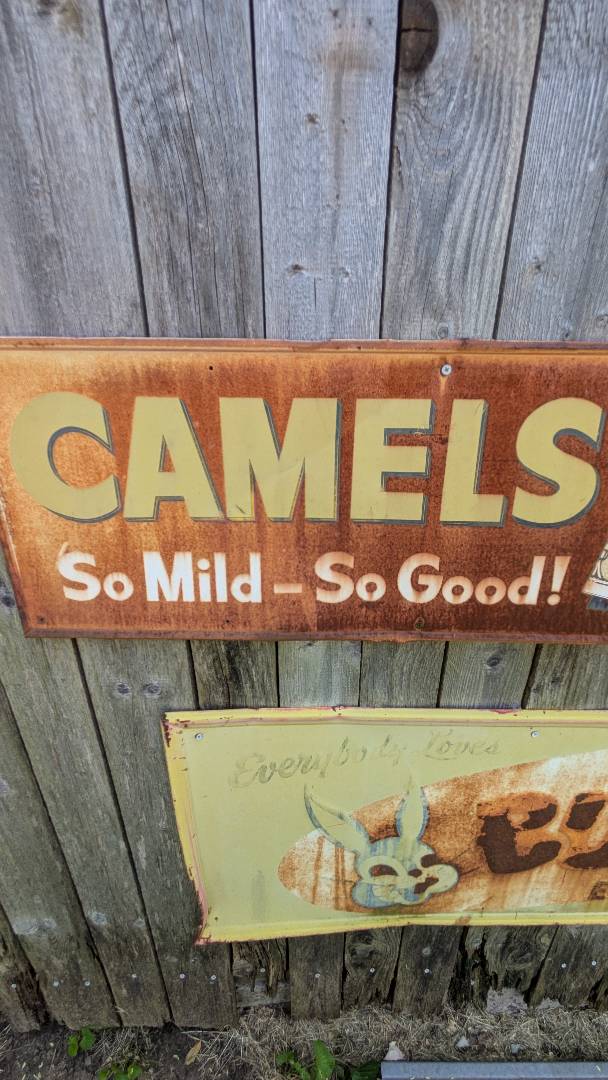 CAMELS
So Mild – So Good!
Everybody Loves